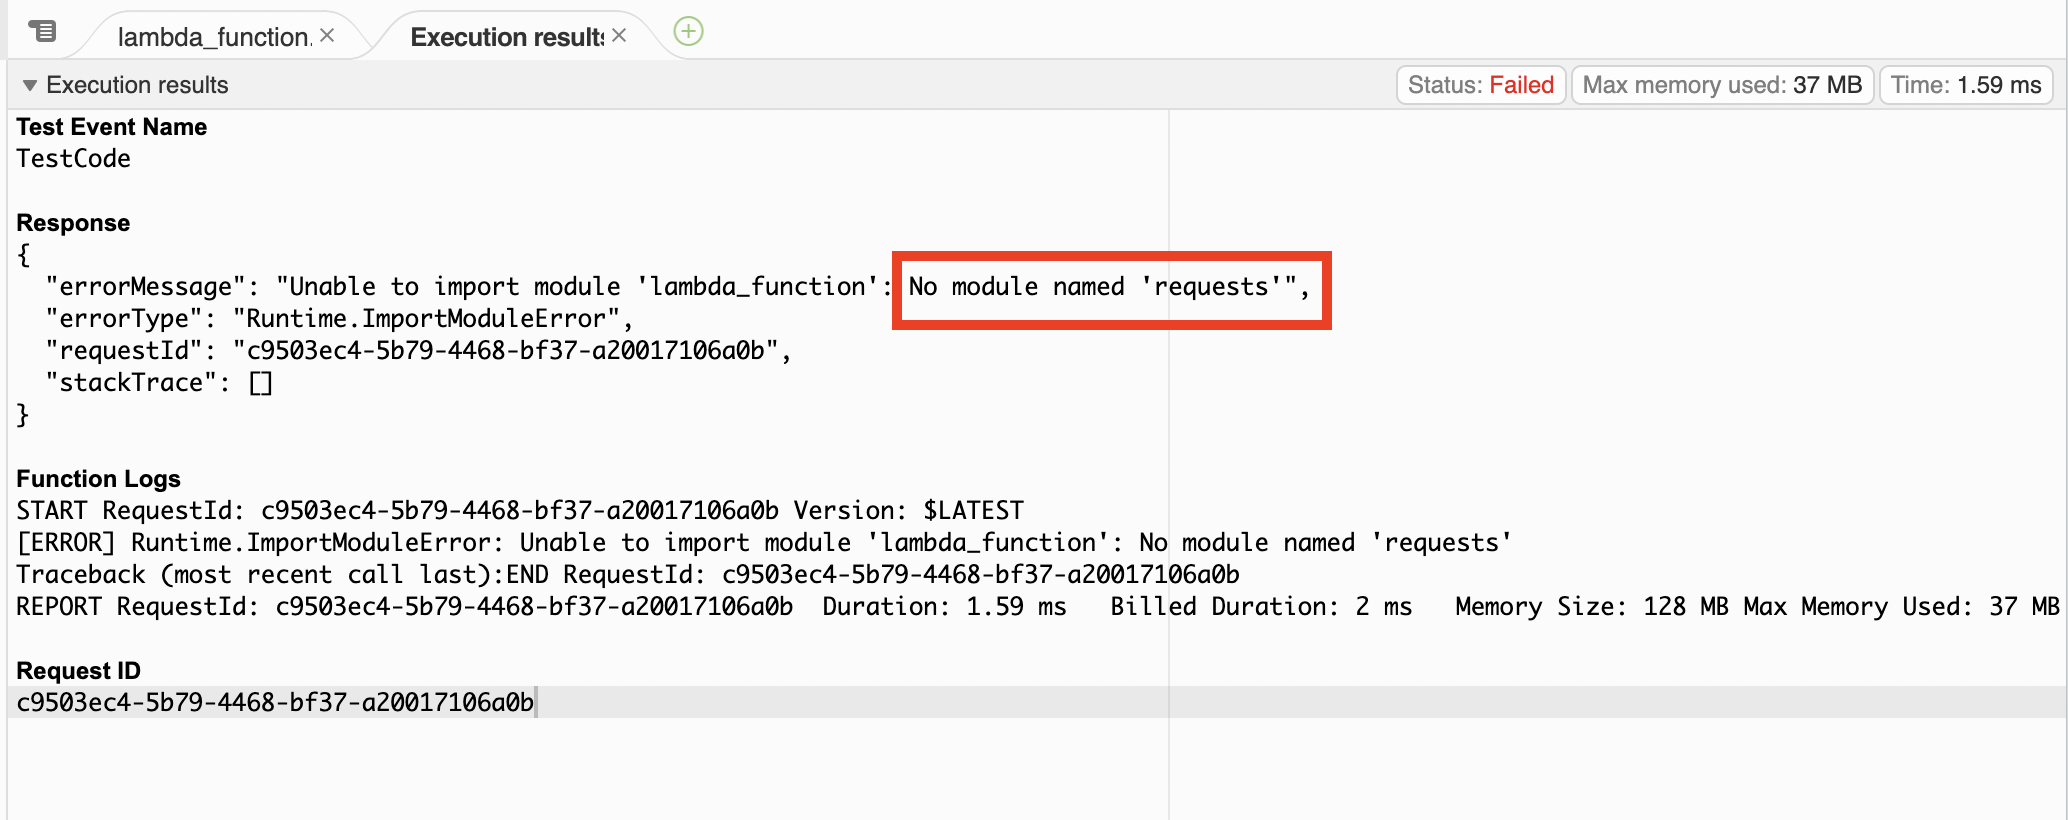 lambda_function. × Execution results ×
Execution results Status: Failed Max memory used: 37 MB Time: 1.59 ms
Test Event Name
TestCode
Response
{
  "errorMessage": "Unable to import module 'lambda_function': No module named 'requests'",
  "errorType": "Runtime.ImportModuleError",
  "requestId": "c9503ec4-5b79-4468-bf37-a20017106a0b",
  "stackTrace": []
}
Function Logs
START RequestId: c9503ec4-5b79-4468-bf37-a20017106a0b Version: $LATEST
[ERROR] Runtime.ImportModuleError: Unable to import module 'lambda_function': No module named 'requests'
Traceback (most recent call last):END RequestId: c9503ec4-5b79-4468-bf37-a20017106a0b
REPORT RequestId: c9503ec4-5b79-4468-bf37-a20017106a0b  Duration: 1.59 ms   Billed Duration: 2 ms   Memory Size: 128 MB Max Memory Used: 37 MB
Request ID
c9503ec4-5b79-4468-bf37-a20017106a0b